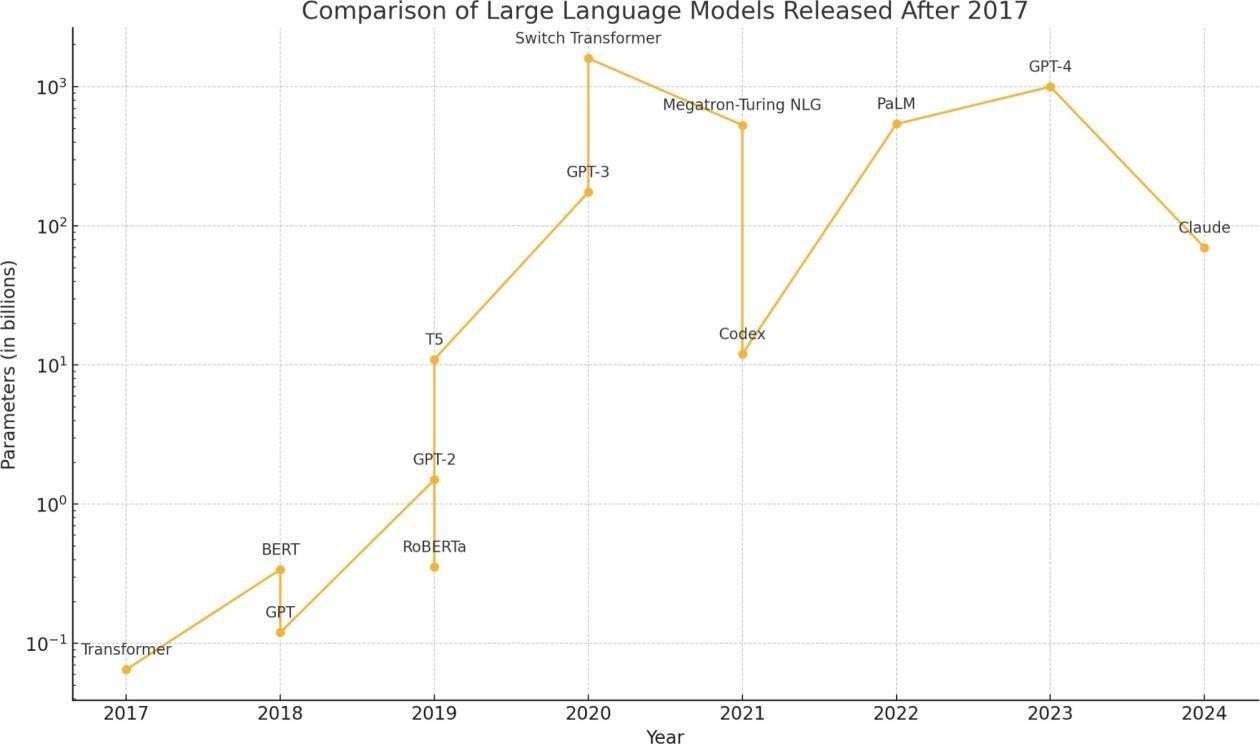 Comparison of Large Language Models Released After 2017
Switch Transformer
GPT-4
Megatron-Turing NLG
PaLM
GPT-3
Claude
Codex
T5
GPT-2
RoBERTa
BERT
GPT
Transformer
10³
10²
10¹
10⁰
10⁻¹
Parameters (in billions)
2017 2018 2019 2020 2021 2022 2023 2024
Year